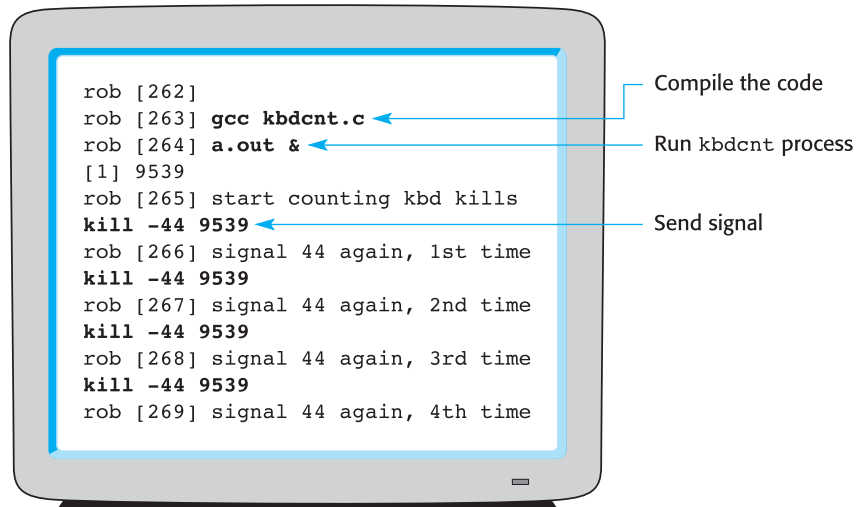 rob [262]
rob [263] gcc kbdcnt.c
rob [264] a.out &
[1] 9539
rob [265] start counting kbd kills
kill -44 9539
rob [266] signal 44 again, 1st time
kill -44 9539
rob [267] signal 44 again, 2nd time
kill -44 9539
rob [268] signal 44 again, 3rd time
kill -44 9539
rob [269] signal 44 again, 4th time
Compile the code
Run kbdcnt process
Send signal